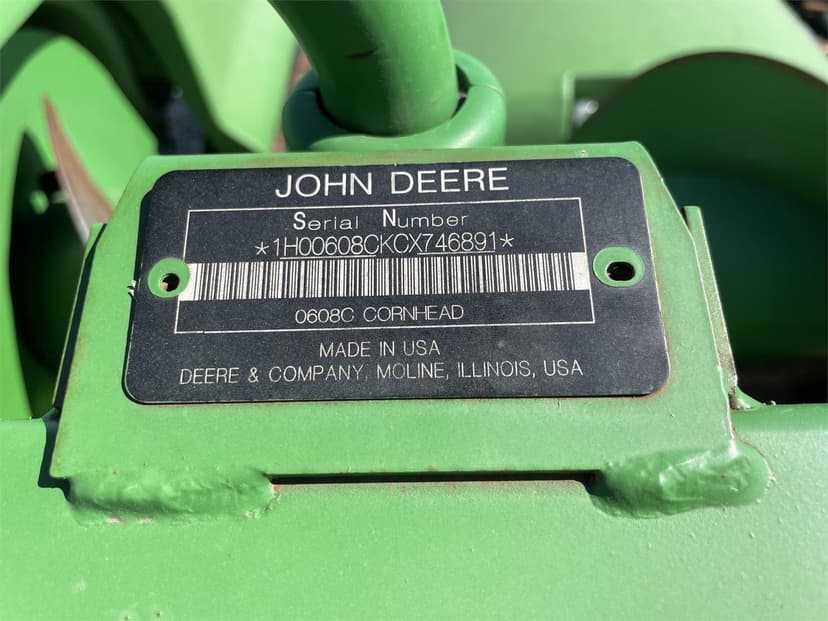 JOHN DEERE
Serial Number
*1H00608CKCX746891*
0608C CORNHEAD
MADE IN USA
DEERE & COMPANY, MOLINE, ILLINOIS, USA